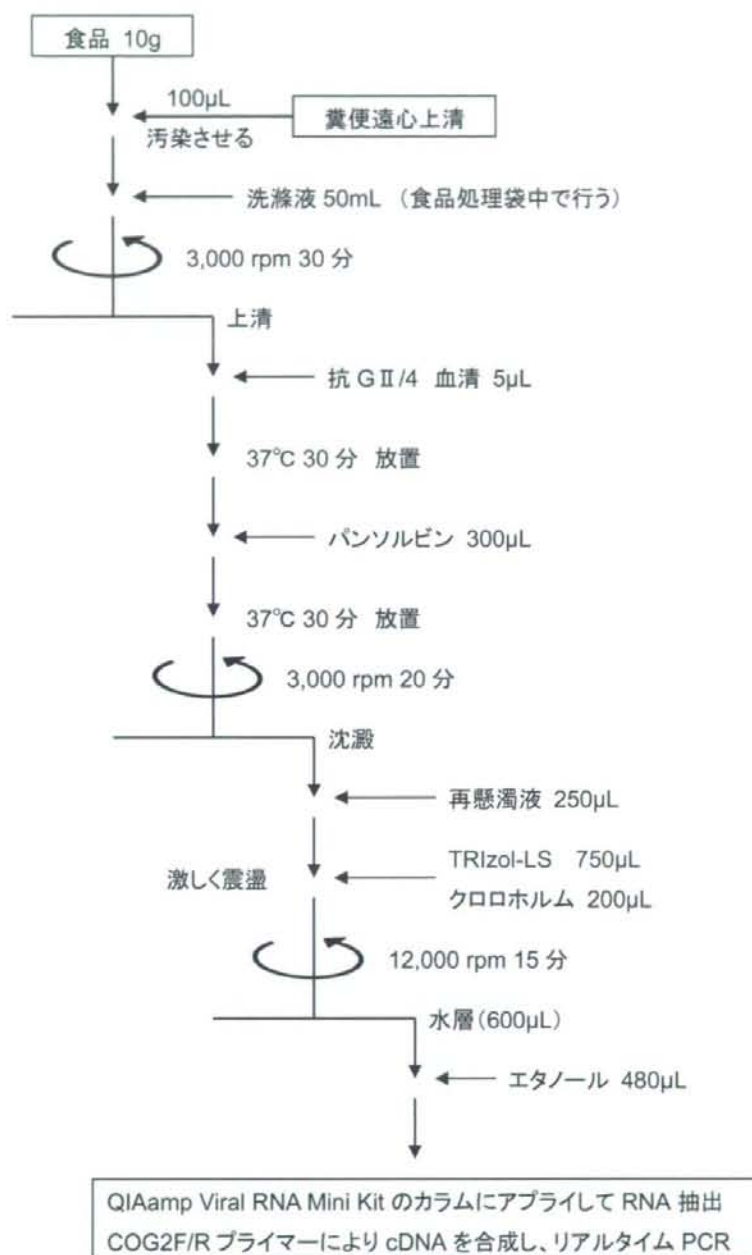 食品 10g
100μL
糞便遠心上清
汚染させる
洗滌液 50mL (食品処理袋中で行う)
3,000 rpm 30 分
上清
抗 GⅡ/4 血清 5μL
37℃ 30 分 放置
パンソルビン 300μL
37℃ 30 分 放置
3,000 rpm 20 分
沈澱
再懸濁液 250μL
TRIzol-LS 750μL
激しく震盪
クロロホルム 200μL
12,000 rpm 15 分
水層(600μL)
エタノール 480μL
QIAamp Viral RNA Mini Kit のカラムにアプライして RNA 抽出
COG2F/R プライマーにより cDNA を合成し、リアルタイム PCR